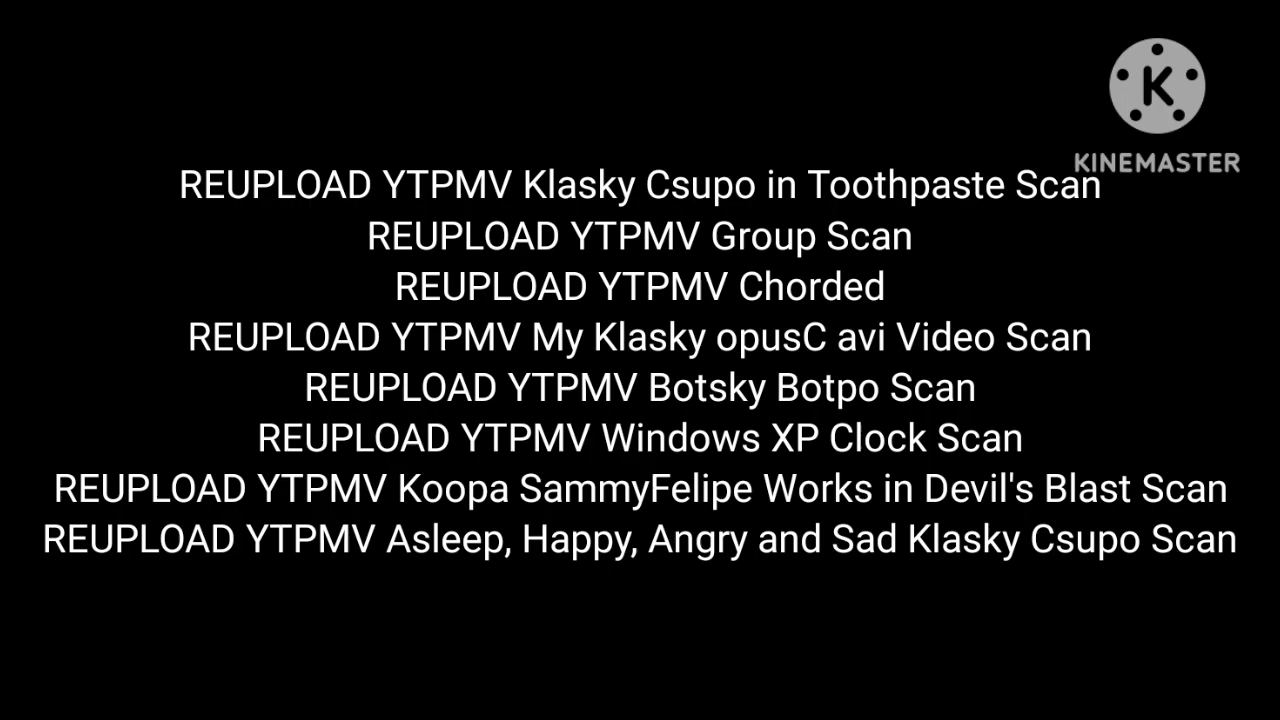 K
KINEMASTER
REUPLOAD YTPMV Klasky Csupo in Toothpaste Scan
REUPLOAD YTPMV Group Scan
REUPLOAD YTPMV Chorded
REUPLOAD YTPMV My Klasky opusC avi Video Scan
REUPLOAD YTPMV Botsky Botpo Scan
REUPLOAD YTPMV Windows XP Clock Scan
REUPLOAD YTPMV Koopa SammyFelipe Works in Devil's Blast Scan
REUPLOAD YTPMV Asleep, Happy, Angry and Sad Klasky Csupo Scan